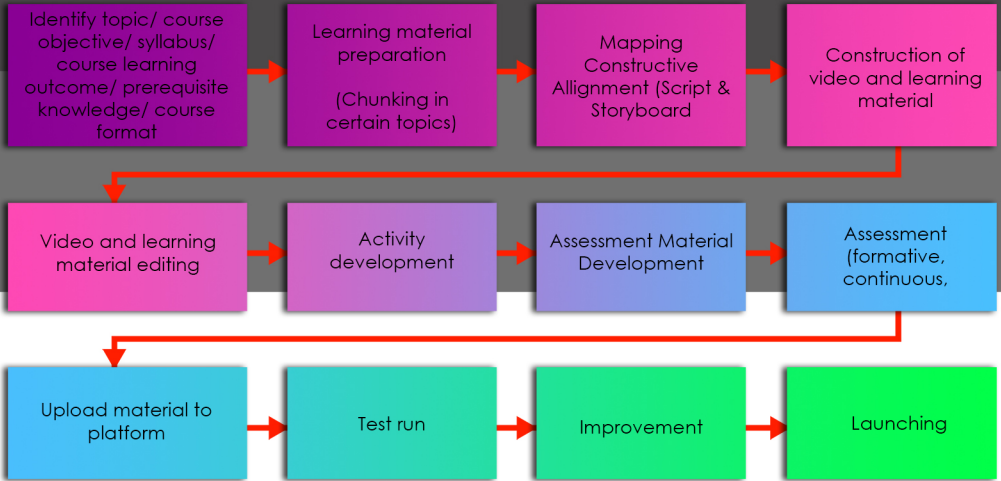 Identify topic/ course
objective/ syllabus/
course learning
outcome/ prerequisite
knowledge/ course
format
Learning material
preparation
(Chunking in
certain topics)
Mapping
Constructive
Allignment (Script &
Storyboard
Construction of
video and learning
material
Video and learning
material editing
Activity
development
Assessment Material
Development
Assessment
(formative,
continuous,
Upload material to
platform
Test run
Improvement
Launching